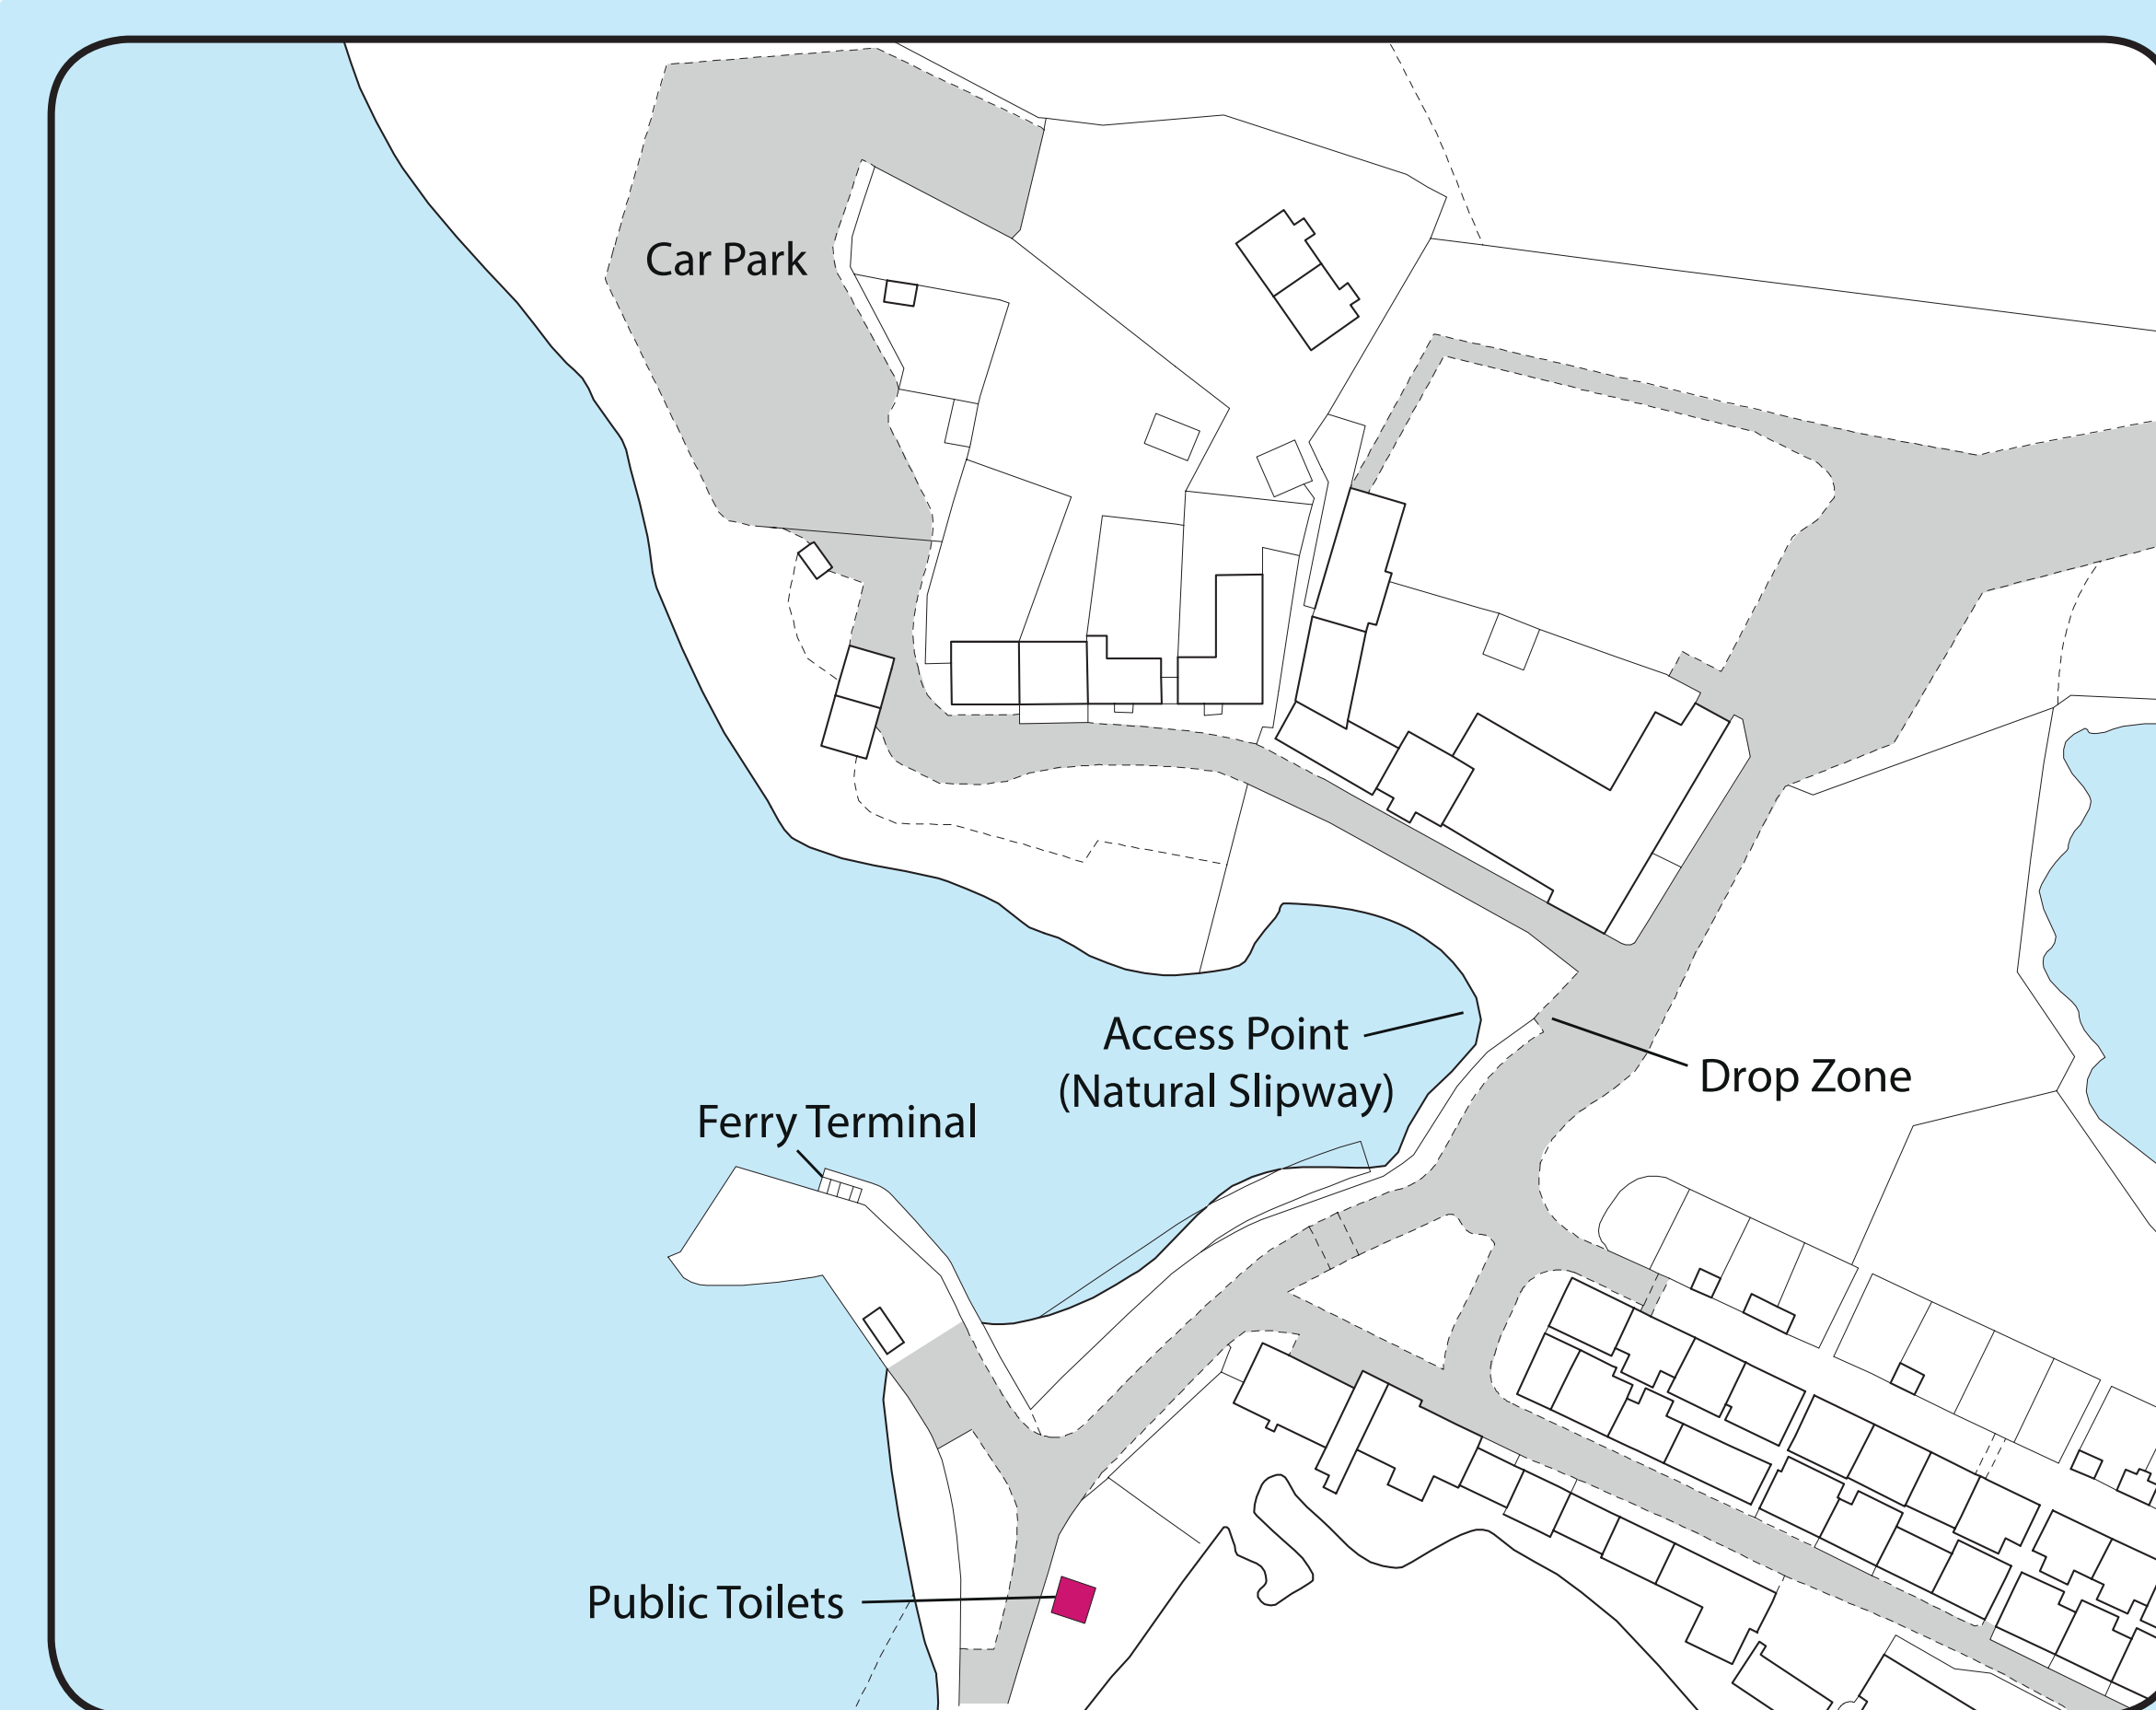 Car Park
Access Point
(Natural Slipway)
Drop Zone
Ferry Terminal
Public Toilets